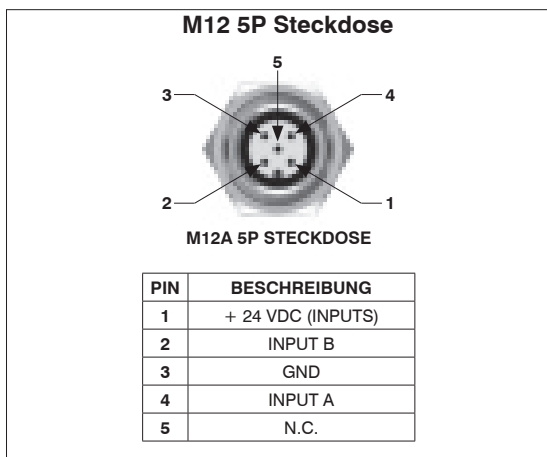 M12 5P Steckdose
5
3 4
2 1
M12A 5P STECKDOSE
PIN BESCHREIBUNG
1 + 24 VDC (INPUTS)
2 INPUT B
3 GND
4 INPUT A
5 N.C.